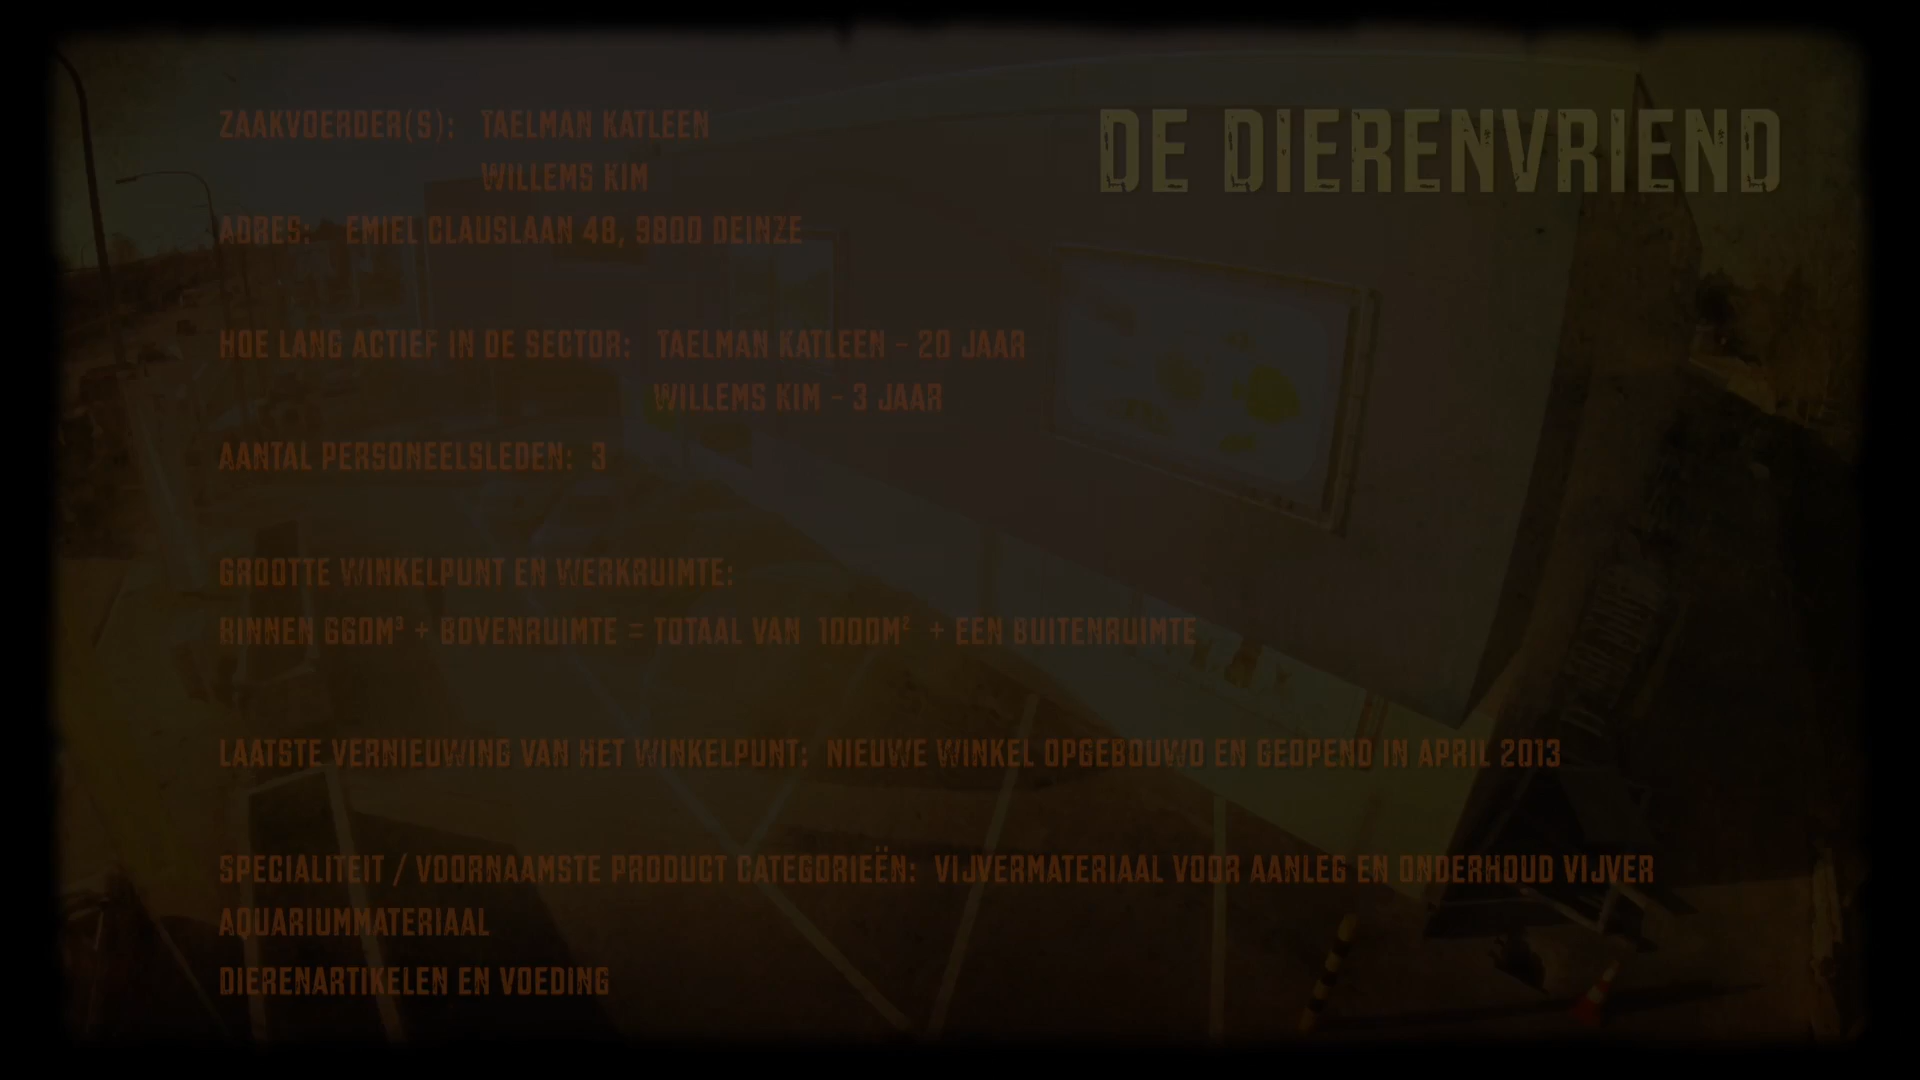 DE DIERENVRIEND
ZAAKVOERDER(S): TAELMAN KATLEEN
WILLEMS KIM
ADRES: EMIEL CLAUSLAAN 48, 9800 DEINZE
HOE LANG ACTIEF IN DE SECTOR: TAELMAN KATLEEN - 20 JAAR
WILLEMS KIM - 3 JAAR
AANTAL PERSONEELSLEDEN: 3
GROOTTE WINKELPUNT EN WERKRUIMTE:
BINNEN 660M³ + BOVENRUIMTE = TOTAAL VAN 1000M² + EEN BUITENRUIMTE
LAATSTE VERNIEUWING VAN HET WINKELPUNT: NIEUWE WINKEL OPGEBOUWD EN GEOPEND IN APRIL 2013
SPECIALITEIT / VOORNAAMSTE PRODUCT CATEGORIEËN: VIJVERMATERIAAL VOOR AANLEG EN ONDERHOUD VIJVER
AQUARIUMMATERIAAL
DIERENARTIKELEN EN VOEDING